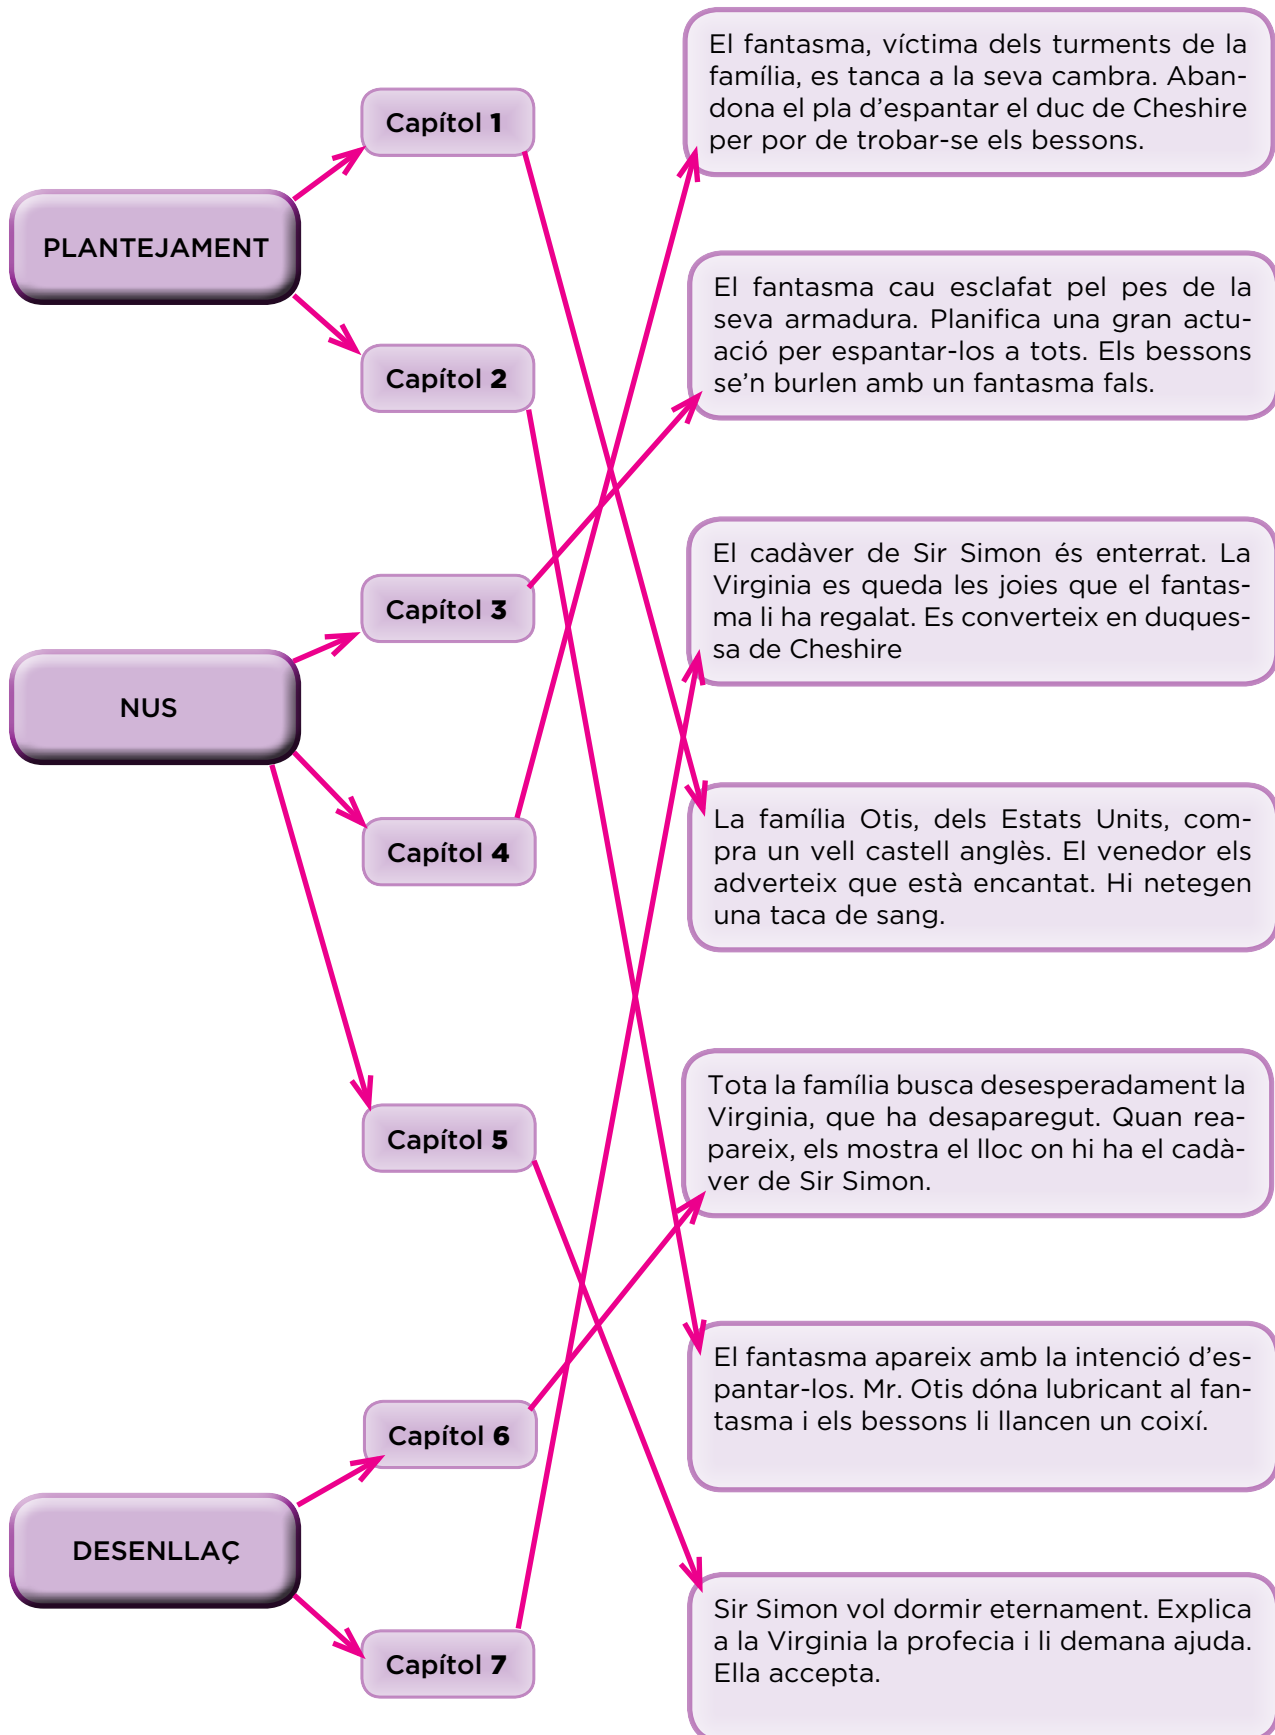 PLANTEJAMENT
NUS
DESENLLAÇ
Capítol 1
Capítol 2
Capítol 3
Capítol 4
Capítol 5
Capítol 6
Capítol 7
El fantasma, víctima dels turments de la
família, es tanca a la seva cambra. Aban-
dona el pla d’espantar el duc de Cheshire
per por de trobar-se els bessons.
El fantasma cau esclafat pel pes de la
seva armadura. Planifica una gran actu-
ació per espantar-los a tots. Els bessons
se’n burlen amb un fantasma fals.
El cadàver de Sir Simon és enterrat. La
Virginia es queda les joies que el fantas-
ma li ha regalat. Es converteix en duques-
sa de Cheshire
La família Otis, dels Estats Units, com-
pra un vell castell anglès. El venedor els
adverteix que està encantat. Hi netegen
una taca de sang.
Tota la família busca desesperadament la
Virginia, que ha desaparegut. Quan rea-
pareix, els mostra el lloc on hi ha el cadà-
ver de Sir Simon.
El fantasma apareix amb la intenció d’es-
pantar-los. Mr. Otis dóna lubricant al fan-
tasma i els bessons li llancen un coixí.
Sir Simon vol dormir eternament. Explica
a la Virginia la profecia i li demana ajuda.
Ella accepta.